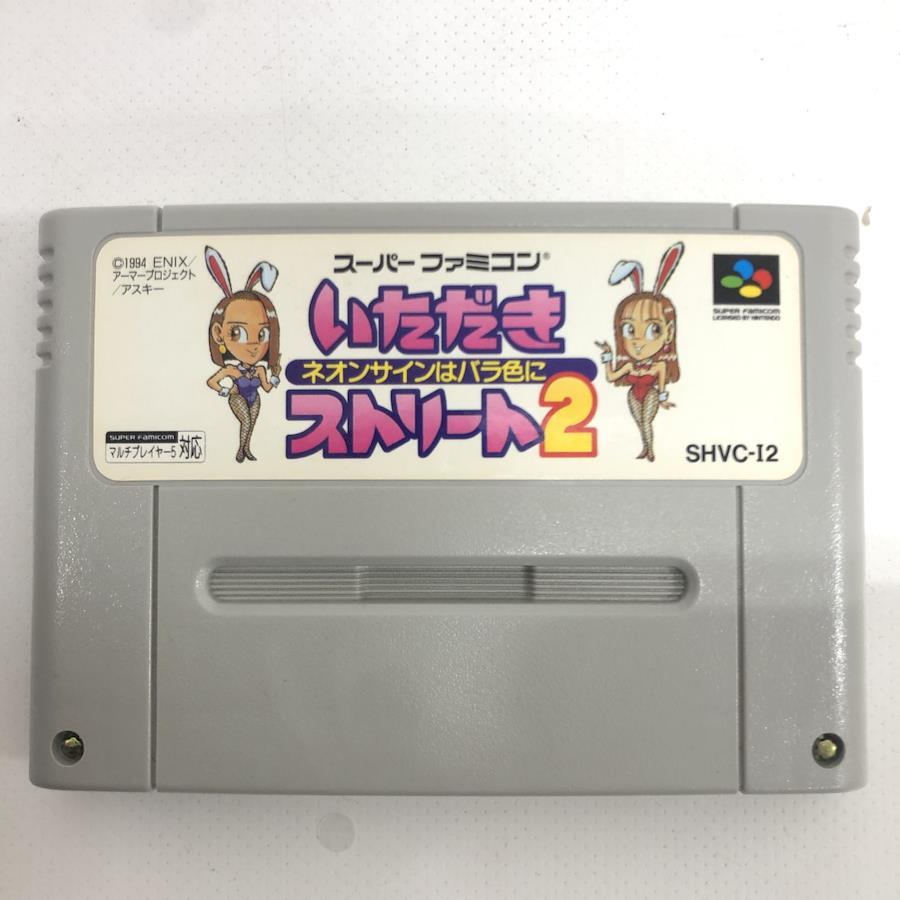 ©1994 ENIX/
アーマープロジェクト
/アスキー
スーパーファミコン®
いただき
ネオンサインはバラ色に
ストリート2
SUPER FAMICOM
LICENSED BY NINTENDO
SUPER FAMICOM
マルチプレイヤー5 対応
SHVC-I2